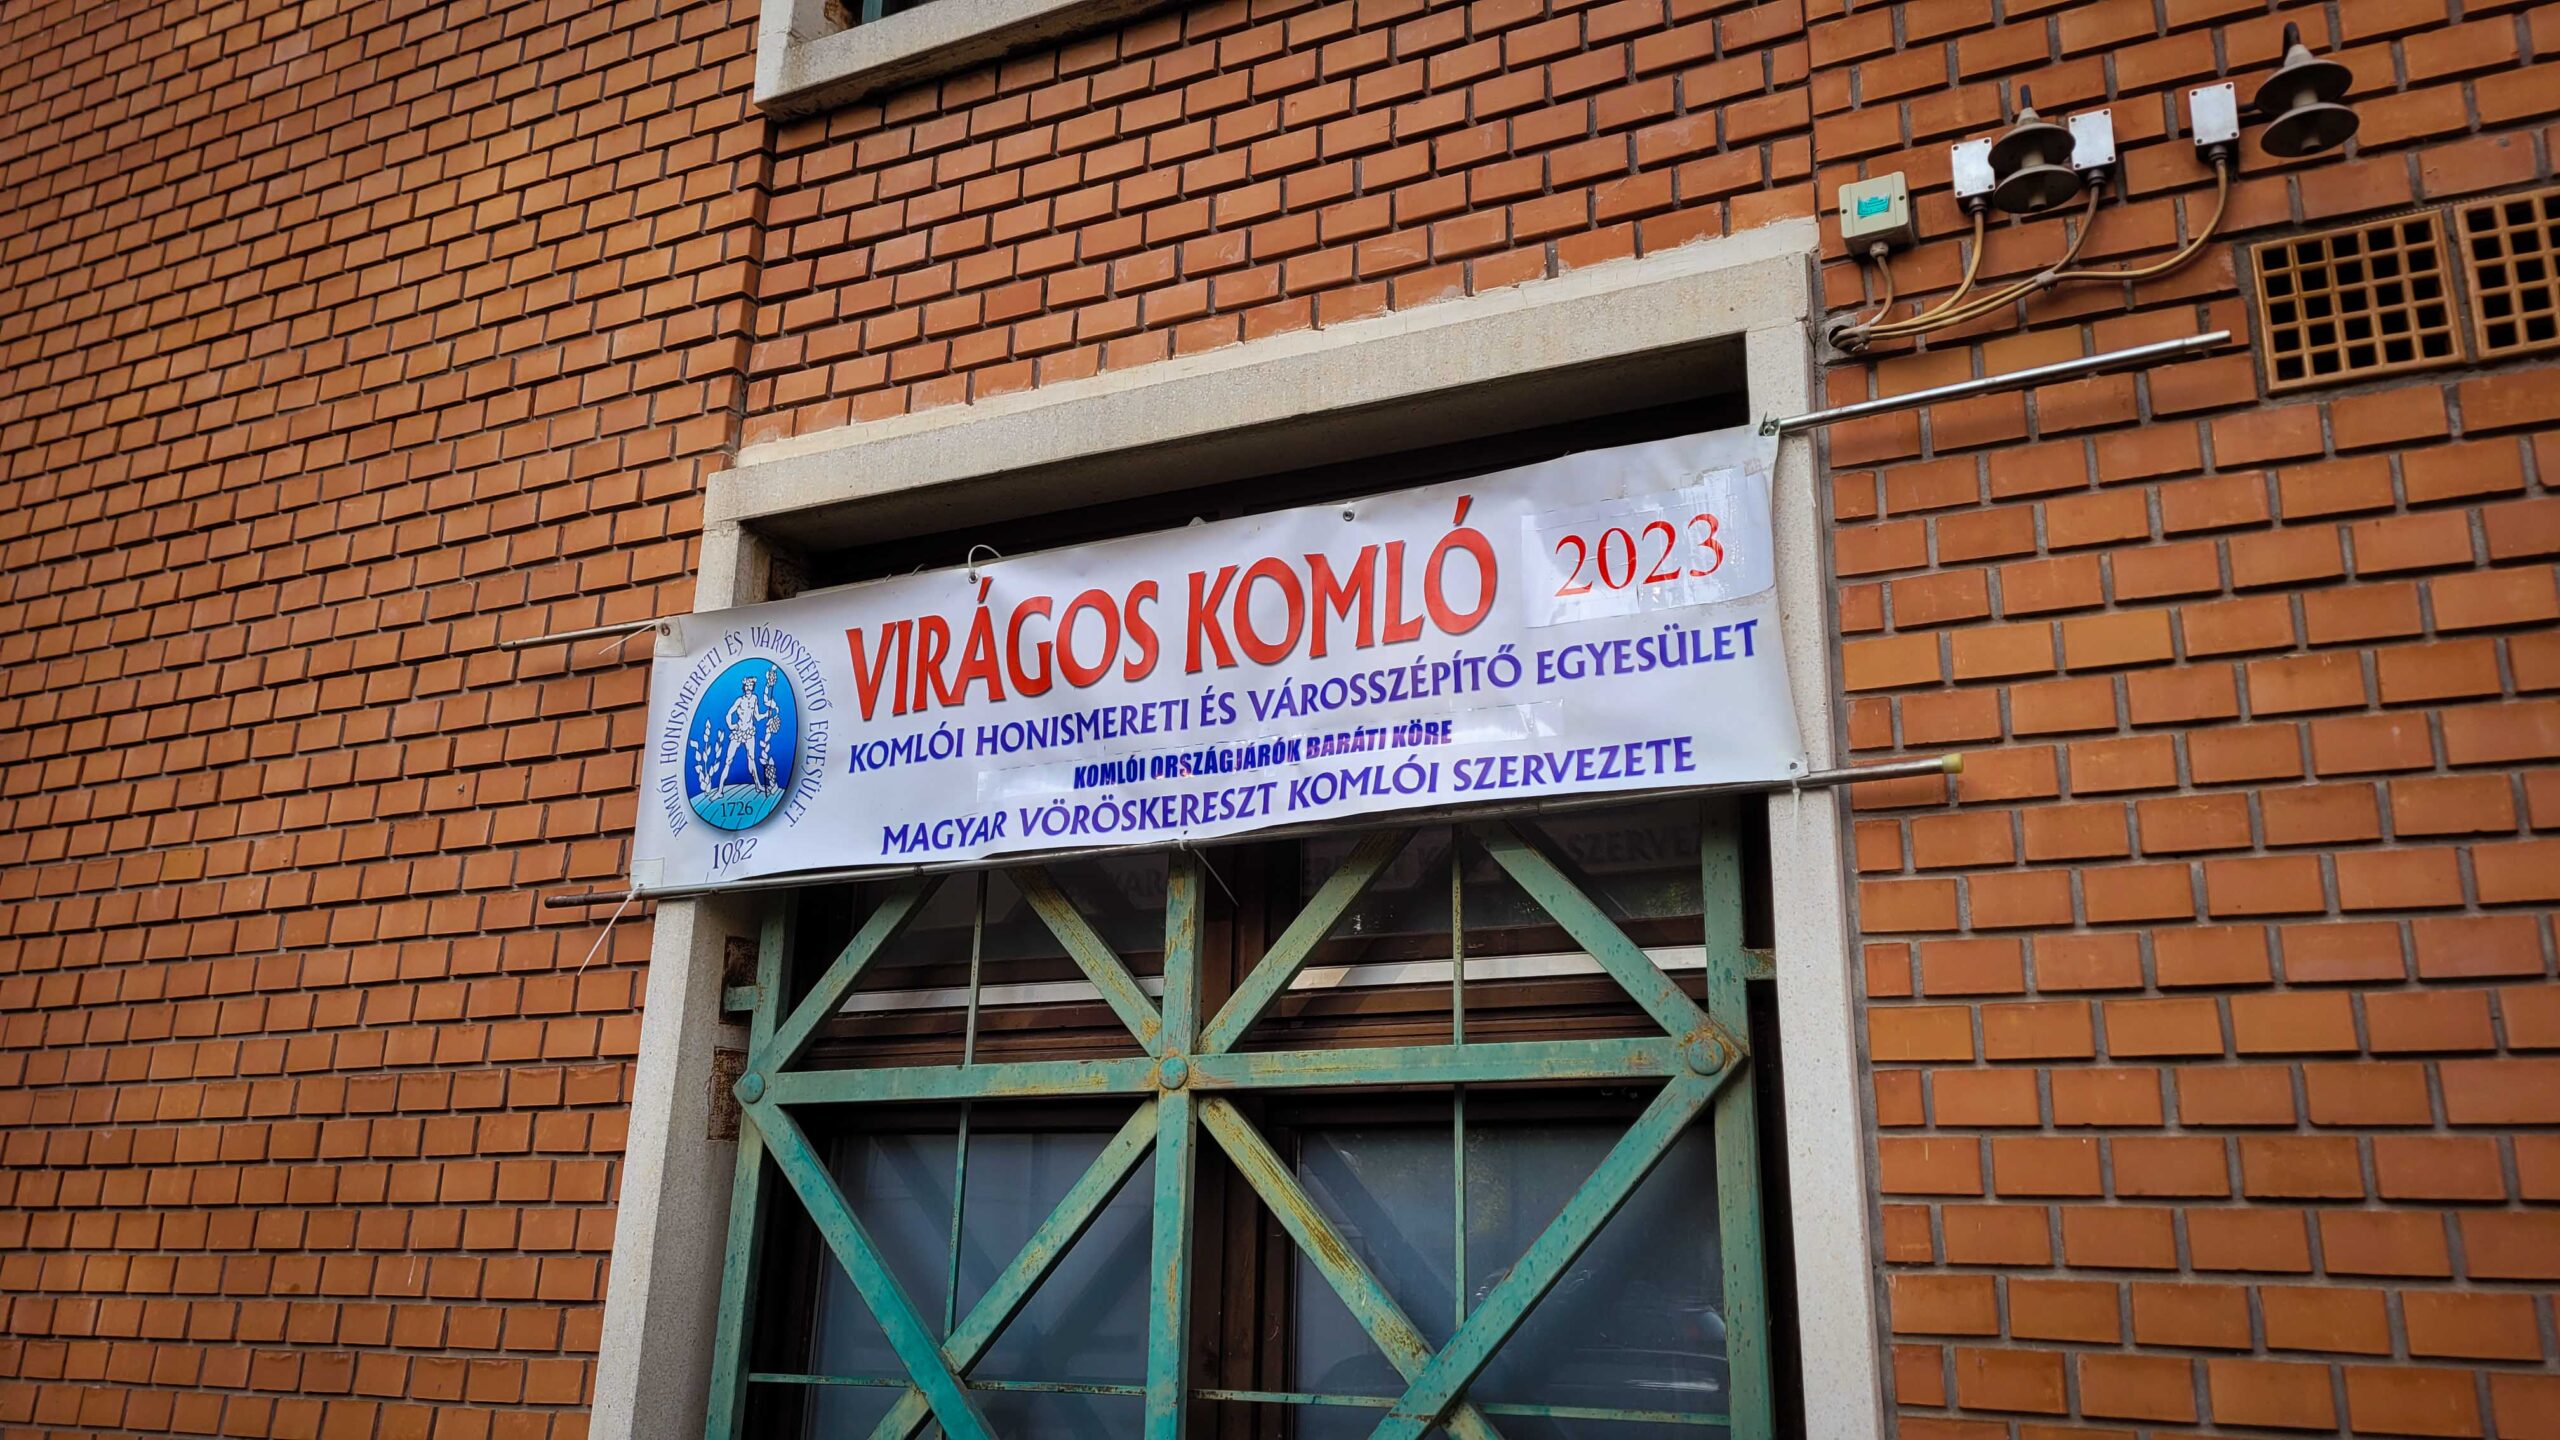 KOMLÓI HONISMERETI ÉS VÁROSSZÉPÍTŐ EGYESÜLET
1726
1982
VIRÁGOS KOMLÓ 2023
KOMLÓI HONISMERETI ÉS VÁROSSZÉPÍTŐ EGYESÜLET
KOMLÓI ORSZÁGJÁRÓK BARÁTI KÖRE
MAGYAR VÖRÖSKERESZT KOMLÓI SZERVEZETE